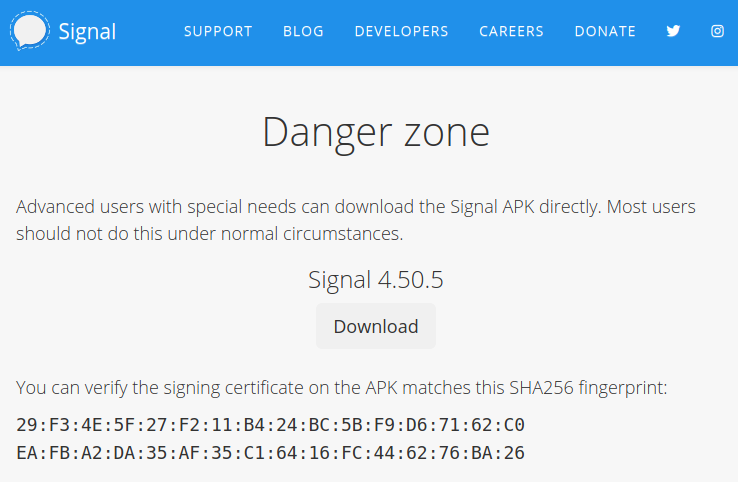 Signal
SUPPORT BLOG DEVELOPERS CAREERS DONATE
Danger zone
Advanced users with special needs can download the Signal APK directly. Most users
should not do this under normal circumstances.
Signal 4.50.5
Download
You can verify the signing certificate on the APK matches this SHA256 fingerprint:
29:F3:4E:5F:27:F2:11:B4:24:BC:5B:F9:D6:71:62:C0
EA:FB:A2:DA:35:AF:35:C1:64:16:FC:44:62:76:BA:26